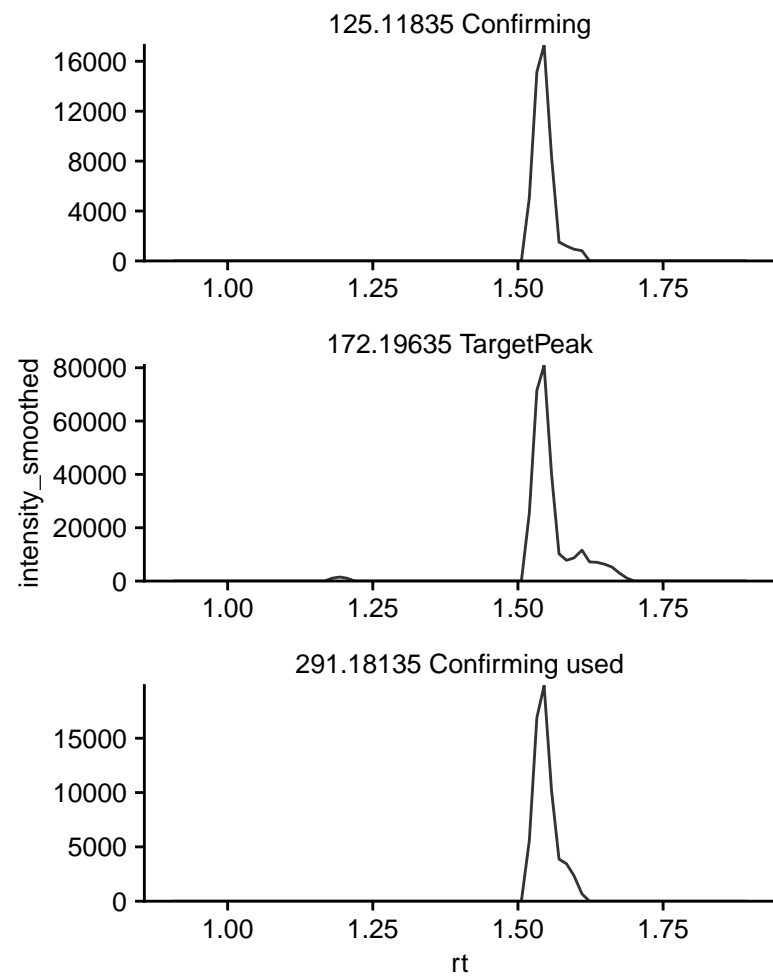 125.11835 Confirming
16000
12000
8000
4000
0
1.00 1.25 1.50 1.75
172.19635 TargetPeak
80000
60000
40000
20000
0
1.00 1.25 1.50 1.75
intensity_smoothed
291.18135 Confirming used
15000
10000
5000
0
1.00 1.25 1.50 1.75
rt